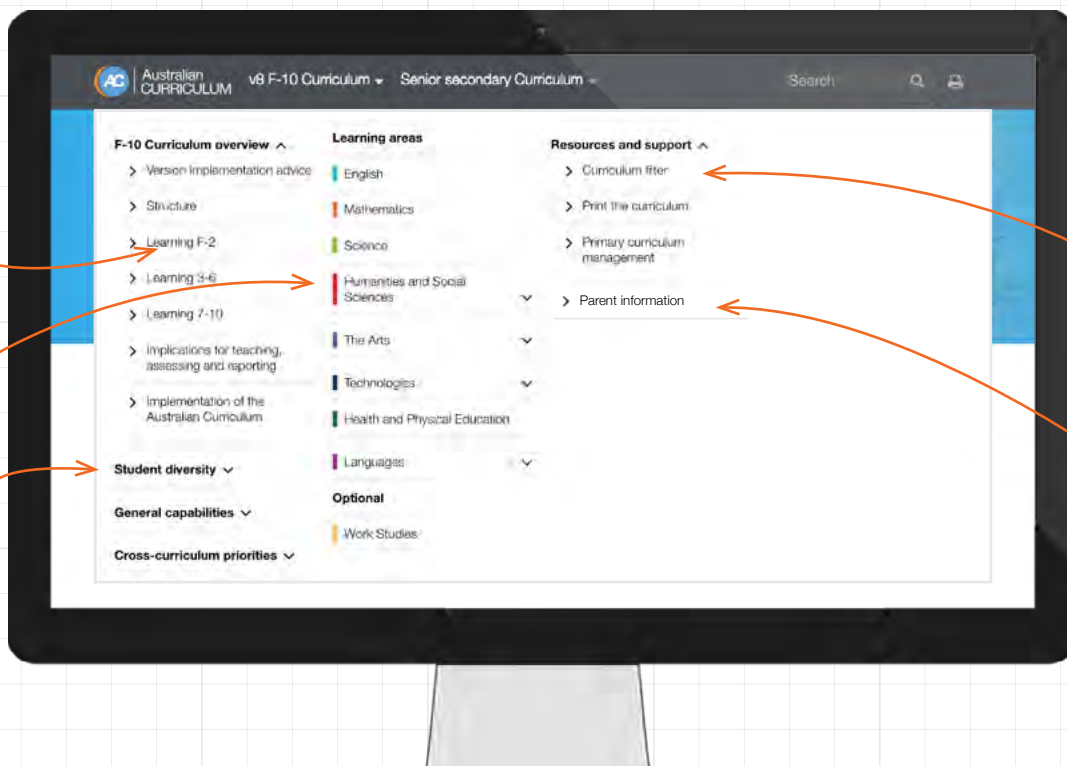 AC Australian CURRICULUM v8 F-10 Curriculum Senior secondary Curriculum Search
F-10 Curriculum overview
Version implementation advice
Structure
Learning F-2
Learning 3-6
Learning 7-10
Implications for teaching,
assessing and reporting
Implementation of the
Australian Curriculum
Student diversity
General capabilities
Cross-curriculum priorities
Learning areas
English
Mathematics
Science
Humanities and Social
Sciences
The Arts
Technologies
Health and Physical Education
Languages
Optional
Work Studies
Resources and support
Curriculum filter
Print the curriculum
Primary curriculum
management
Parent information